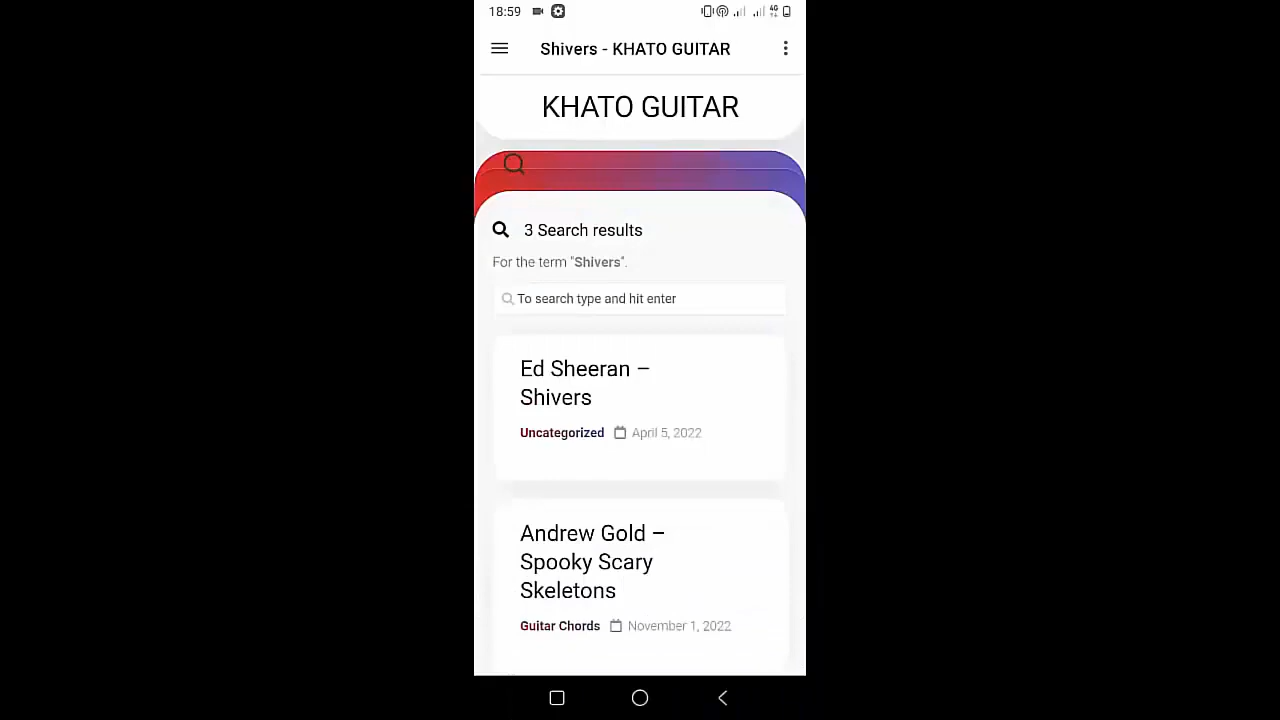 18:59
4G
Shivers - KHATO GUITAR
KHATO GUITAR
3 Search results
For the term "Shivers".
To search type and hit enter
Ed Sheeran –
Shivers
Uncategorized April 5, 2022
Andrew Gold –
Spooky Scary
Skeletons
Guitar Chords November 1, 2022